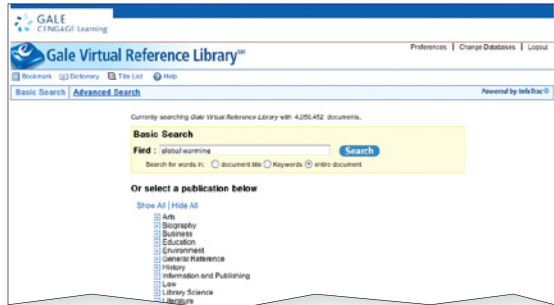 GALE
CENGAGE Learning
Preferences | Change Databases | Logout
Gale Virtual Reference Library℠
Bookmark Dictionary Title List Help
Basic Search | Advanced Search
Powered by InfoTrac®
Currently searching Gale Virtual Reference Library with 4,050,452 documents.
Basic Search
Find : global warming Search
Search for words in: document title Keywords entire document
Or select a publication below
Show All | Hide All
Arts
Biography
Business
Education
Environment
General Reference
History
Information and Publishing
Law
Library Science
Literature